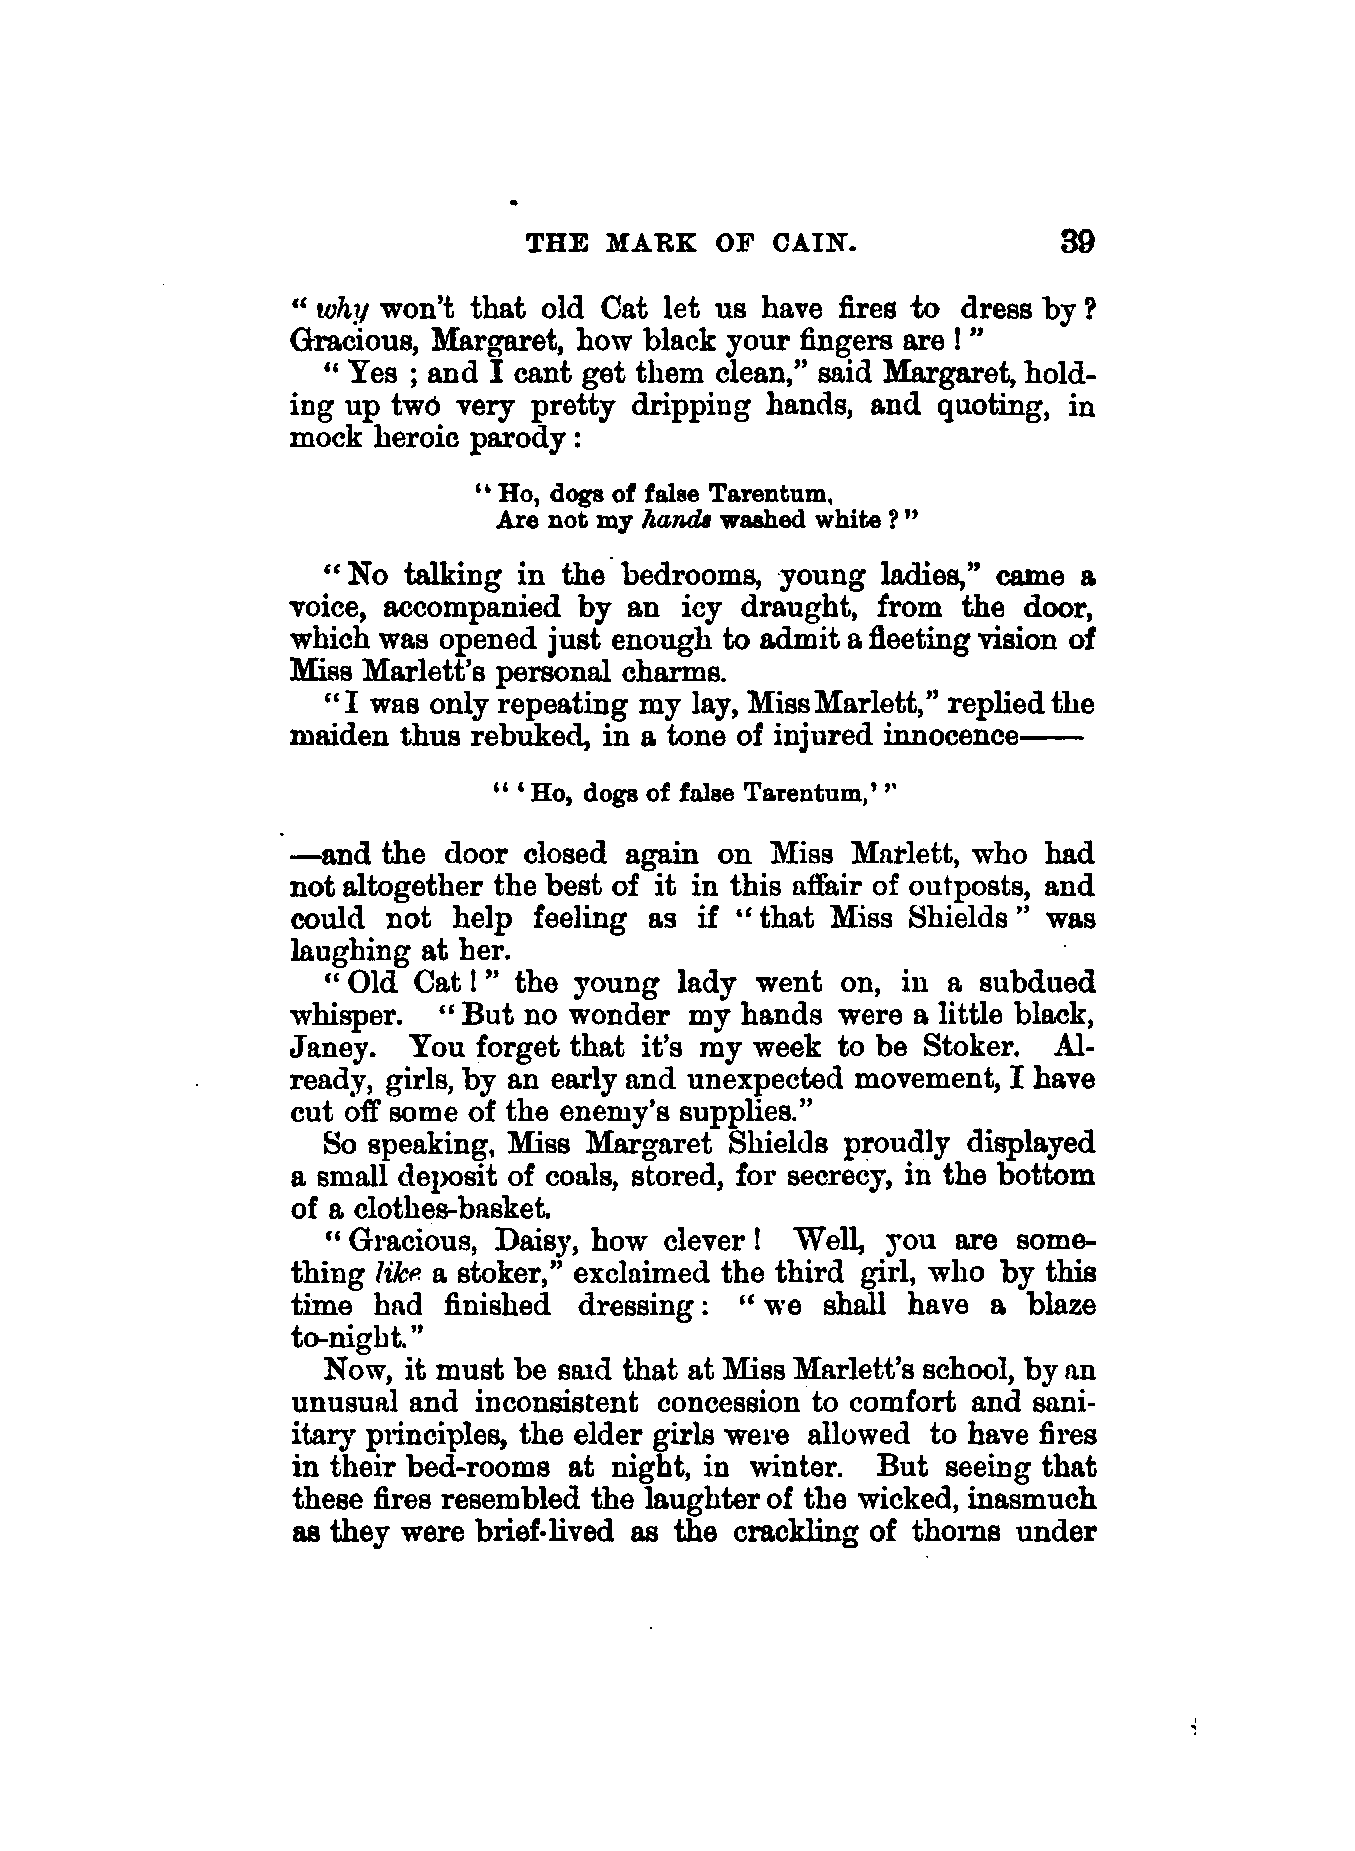 THE MARK OF CAIN. 39
“ why won’t that old Cat let us have fires to dress by ?
Gracious, Margaret, how black your fingers are ! ”
“ Yes ; and I cant get them clean,” said Margaret, hold-
ing up two very pretty dripping hands, and quoting, in
mock heroic parody :
“ Ho, dogs of false Tarentum,
Are not my hands washed white ? ”
“ No talking in the bedrooms, young ladies,” came a
voice, accompanied by an icy draught, from the door,
which was opened just enough to admit a fleeting vision of
Miss Marlett’s personal charms.
“ I was only repeating my lay, Miss Marlett,” replied the
maiden thus rebuked, in a tone of injured innocence——
“ ‘ Ho, dogs of false Tarentum,’ ”
—and the door closed again on Miss Marlett, who had
not altogether the best of it in this affair of outposts, and
could not help feeling as if “ that Miss Shields ” was
laughing at her.
“ Old Cat ! ” the young lady went on, in a subdued
whisper. “ But no wonder my hands were a little black,
Janey. You forget that it’s my week to be Stoker. Al-
ready, girls, by an early and unexpected movement, I have
cut off some of the enemy’s supplies.”
So speaking, Miss Margaret Shields proudly displayed
a small deposit of coals, stored, for secrecy, in the bottom
of a clothes-basket.
“ Gracious, Daisy, how clever ! Well, you are some-
thing like a stoker,” exclaimed the third girl, who by this
time had finished dressing : “ we shall have a blaze
to-night.”
Now, it must be said that at Miss Marlett’s school, by an
unusual and inconsistent concession to comfort and sani-
itary principles, the elder girls were allowed to have fires
in their bed-rooms at night, in winter. But seeing that
these fires resembled the laughter of the wicked, inasmuch
as they were brief-lived as the crackling of thorns under